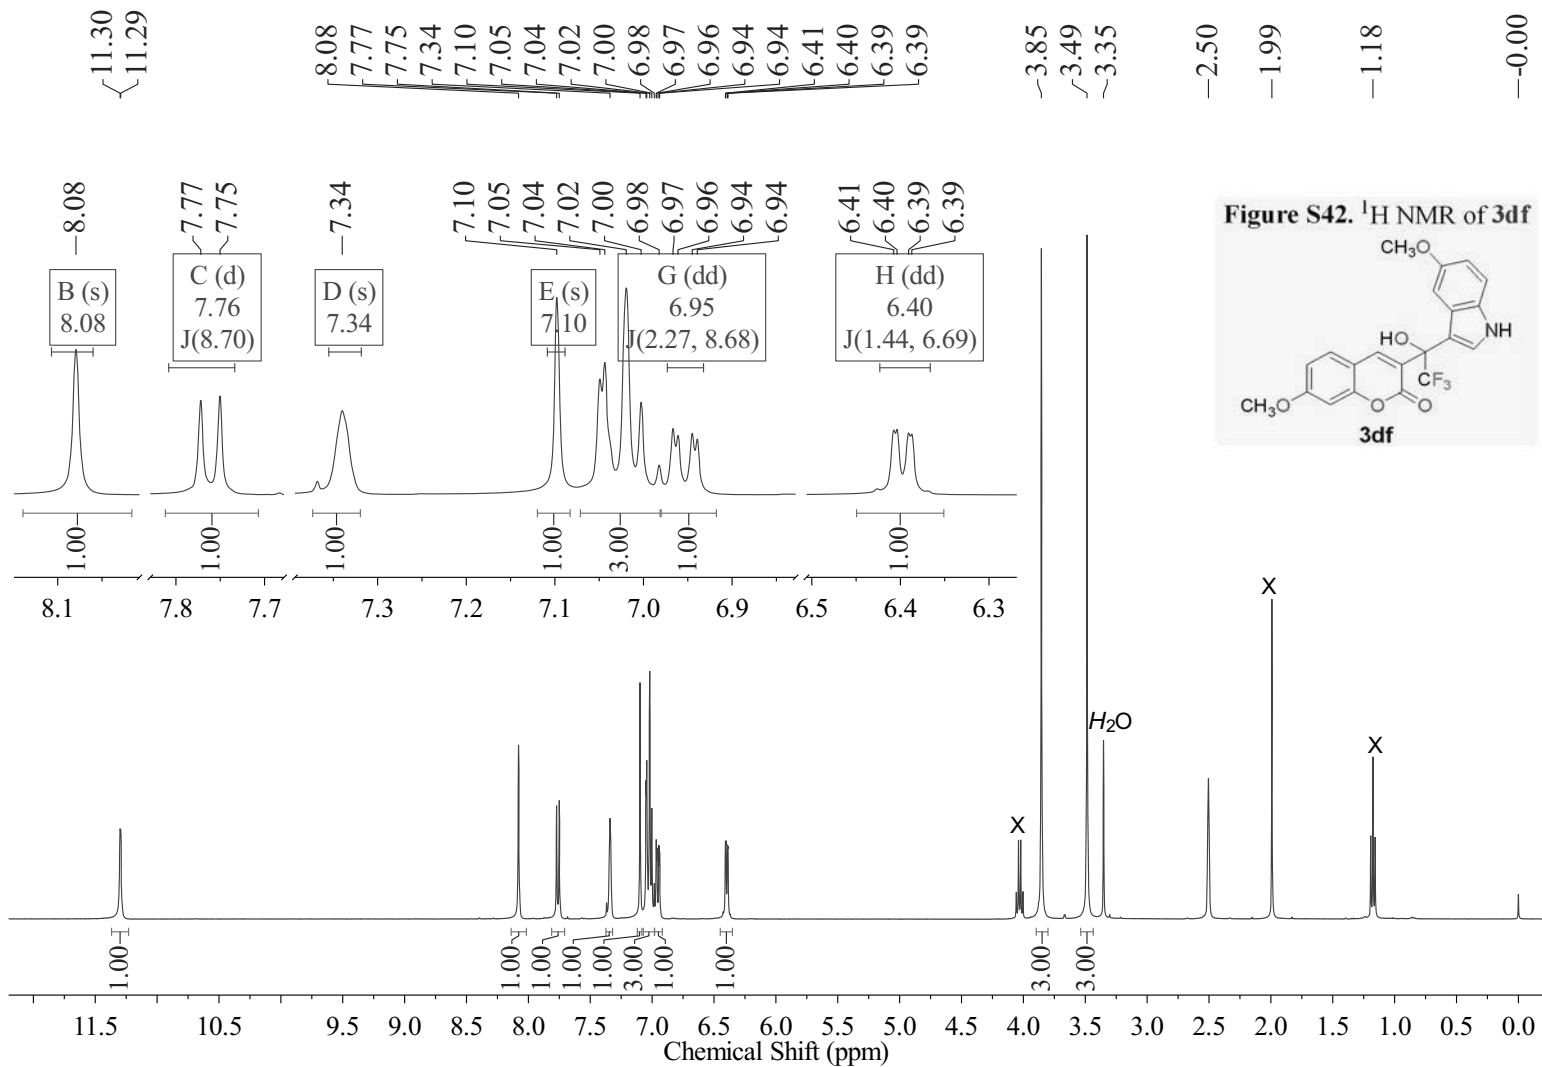 11.30
11.29
8.08
7.77
7.75
7.34
7.10
7.05
7.04
7.02
7.00
6.98
6.97
6.96
6.94
6.94
6.41
6.40
6.39
6.39
3.85
3.49
3.35
2.50
1.99
1.18
-0.00
8.08
7.77
7.75
7.34
7.10
7.05
7.04
7.02
7.00
6.98
6.97
6.96
6.94
6.94
6.41
6.40
6.39
6.39
Figure S42. ¹H NMR of 3df
CH₃O
NH
HO
CF₃
CH₃O
O
O
3df
B (s)
8.08
C (d)
7.76
J(8.70)
D (s)
7.34
E (s)
7.10
G (dd)
6.95
J(2.27, 8.68)
H (dd)
6.40
J(1.44, 6.69)
1.00
1.00
1.00
1.00
3.00
1.00
1.00
8.1 7.8 7.7 7.3 7.2 7.1 7.0 6.9 6.5 6.4 6.3
X
H₂O
X
X
1.00
1.00
1.00
1.00
1.00
3.00
1.00
1.00
3.00
3.00
11.5 10.5 9.5 9.0 8.5 8.0 7.5 7.0 6.5 6.0 5.5 5.0 4.5 4.0 3.5 3.0 2.5 2.0 1.5 1.0 0.5 0.0
Chemical Shift (ppm)